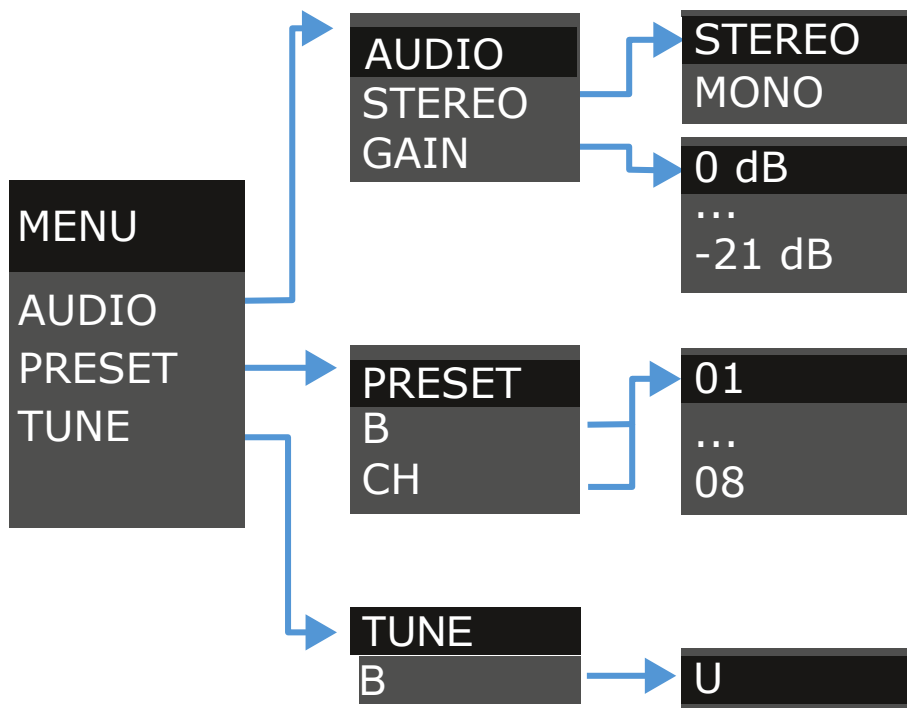 MENU
AUDIO
PRESET
TUNE
AUDIO
STEREO
GAIN
STEREO
MONO
0 dB
...
-21 dB
PRESET
B
CH
01
...
08
TUNE
B
U